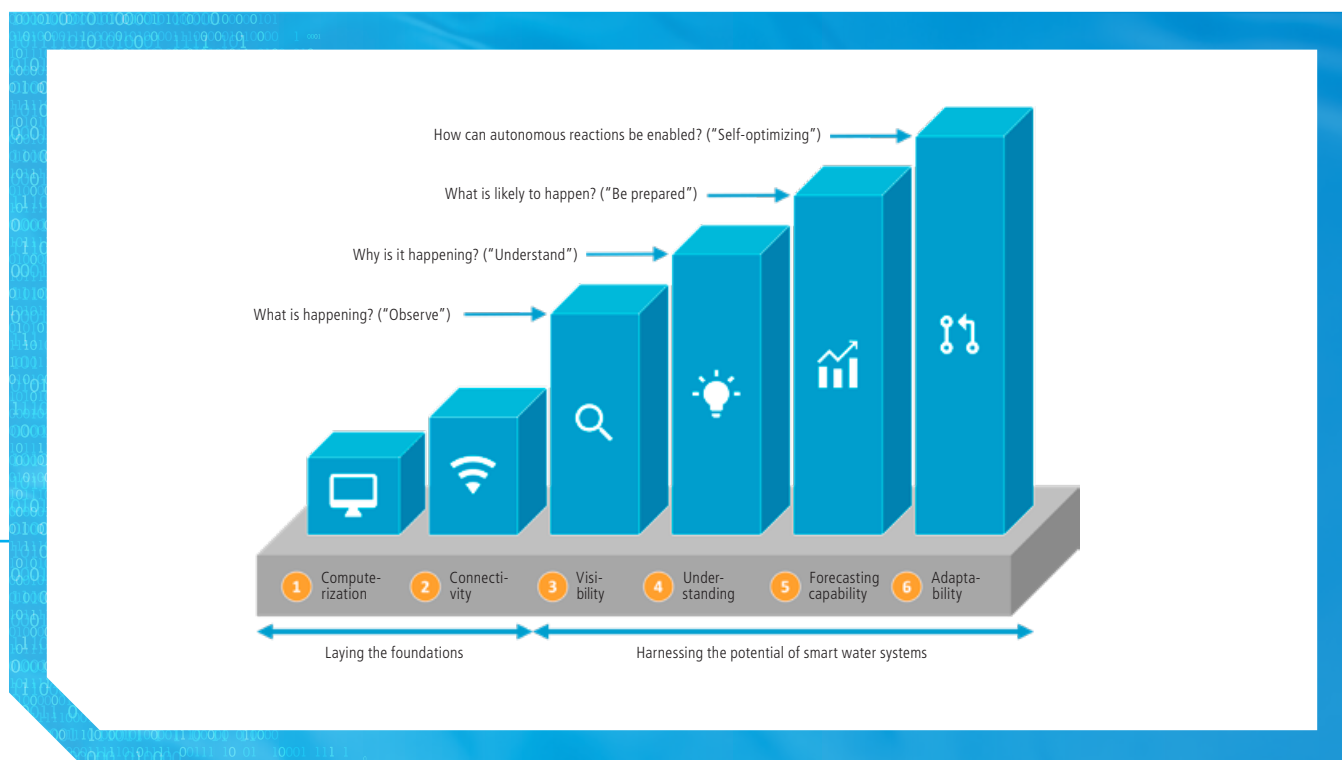 How can autonomous reactions be enabled? ("Self-optimizing")
What is likely to happen? ("Be prepared")
Why is it happening? ("Understand")
What is happening? ("Observe")
1 Compute-
rization
2 Connecti-
vity
3 Visi-
bility
4 Under-
standing
5 Forecasting
capability
6 Adapta-
bility
Laying the foundations
Harnessing the potential of smart water systems